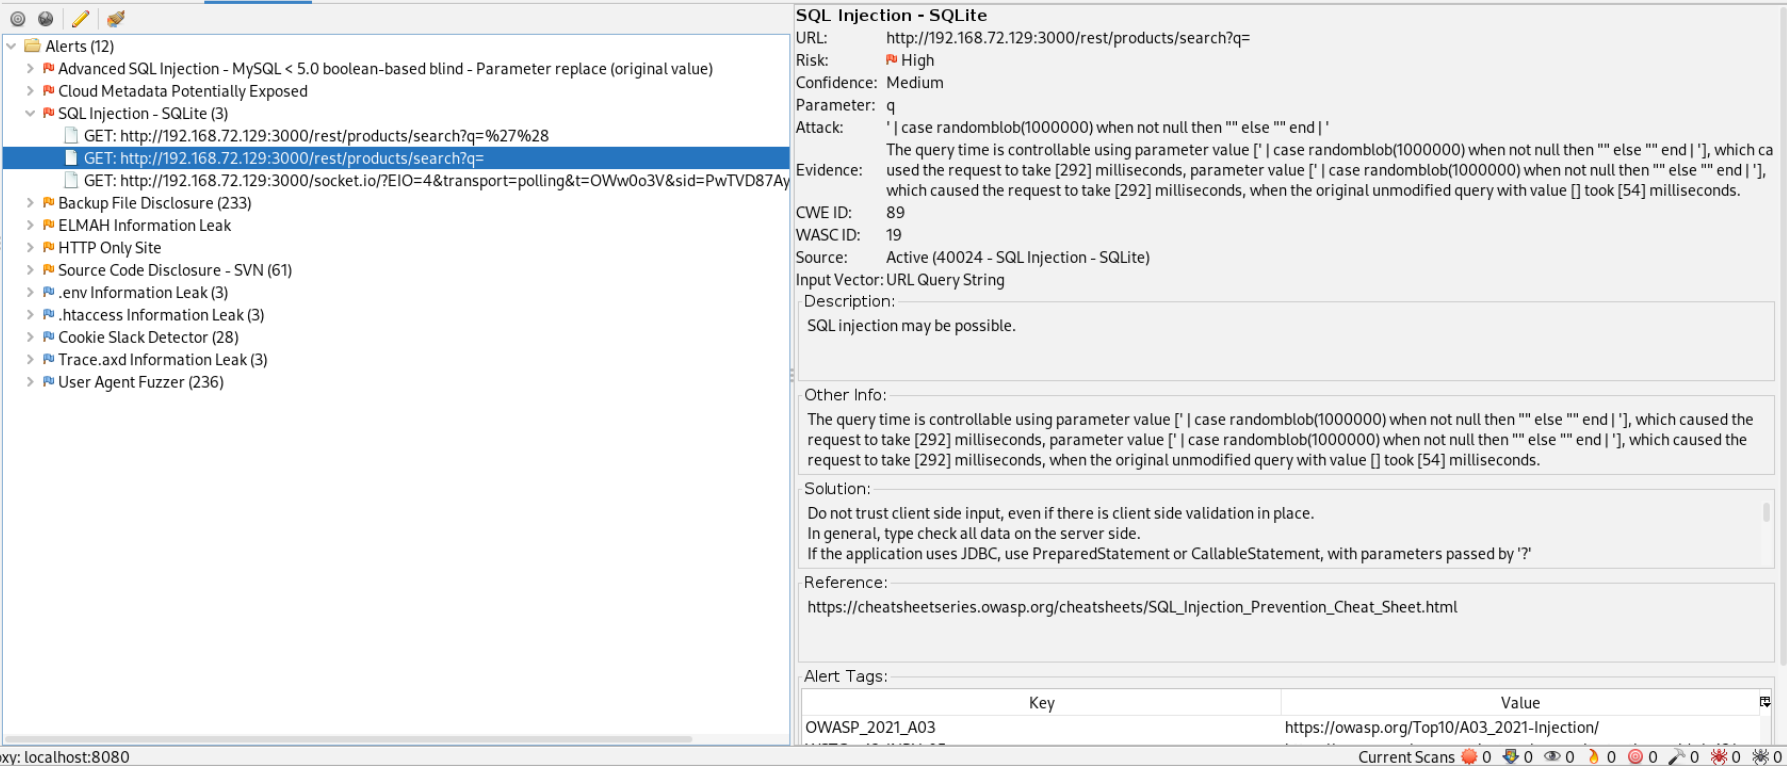 Alerts (12)
Advanced SQL Injection - MySQL < 5.0 boolean-based blind - Parameter replace (original value)
Cloud Metadata Potentially Exposed
SQL Injection - SQLite (3)
GET: http://192.168.72.129:3000/rest/products/search?q=%27%28
GET: http://192.168.72.129:3000/rest/products/search?q=
GET: http://192.168.72.129:3000/socket.io/?EIO=4&transport=polling&t=OWw0o3V&sid=PwTVD87Ay
Backup File Disclosure (233)
ELMAH Information Leak
HTTP Only Site
Source Code Disclosure - SVN (61)
.env Information Leak (3)
.htaccess Information Leak (3)
Cookie Slack Detector (28)
Trace.axd Information Leak (3)
User Agent Fuzzer (236)
SQL Injection - SQLite
URL: http://192.168.72.129:3000/rest/products/search?q=
Risk: High
Confidence: Medium
Parameter: q
Attack: ' | case randomblob(1000000) when not null then "" else "" end | '
The query time is controllable using parameter value [' | case randomblob(1000000) when not null then "" else "" end | '], which ca
Evidence: used the request to take [292] milliseconds, parameter value [' | case randomblob(1000000) when not null then "" else "" end | '],
which caused the request to take [292] milliseconds, when the original unmodified query with value [] took [54] milliseconds.
CWE ID: 89
WASC ID: 19
Source: Active (40024 - SQL Injection - SQLite)
Input Vector: URL Query String
Description:
SQL injection may be possible.
Other Info:
The query time is controllable using parameter value [' | case randomblob(1000000) when not null then "" else "" end | '], which caused the
request to take [292] milliseconds, parameter value [' | case randomblob(1000000) when not null then "" else "" end | '], which caused the
request to take [292] milliseconds, when the original unmodified query with value [] took [54] milliseconds.
Solution:
Do not trust client side input, even if there is client side validation in place.
In general, type check all data on the server side.
If the application uses JDBC, use PreparedStatement or CallableStatement, with parameters passed by '?'
Reference:
https://cheatsheetseries.owasp.org/cheatsheets/SQL_Injection_Prevention_Cheat_Sheet.html
Alert Tags:
Key Value
OWASP_2021_A03 https://owasp.org/Top10/A03_2021-Injection/
oxy: localhost:8080
Current Scans 0 0 0 0 0 0 0 0